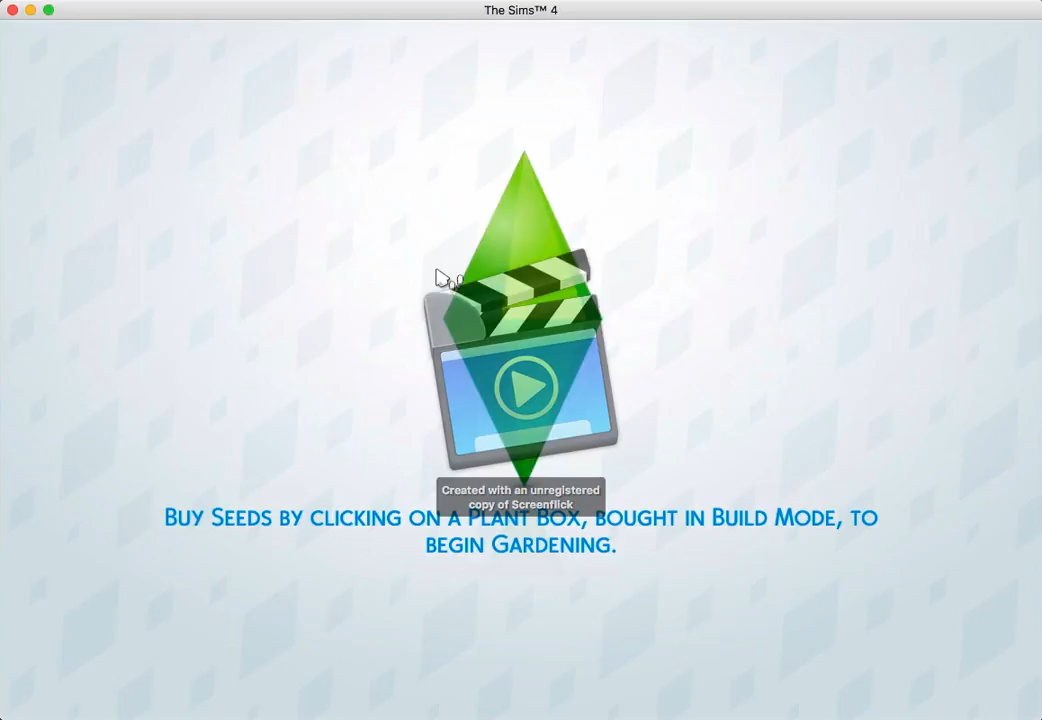 The Sims™ 4
Created with an unregistered
copy of Screenflick
Buy Seeds by clicking on a Plant Box, bought in Build Mode, to
begin Gardening.